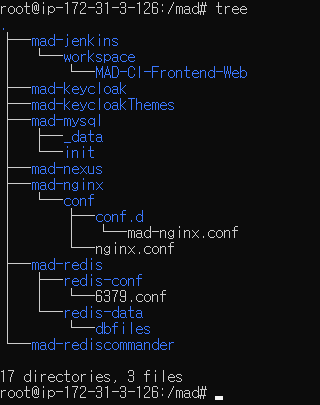 root@ip-172-31-3-126:/mad# tree
.
├──mad-jenkins
│   └──workspace
│       └──MAD-CI-Frontend-Web
├──mad-keycloak
├──mad-keycloakThemes
├──mad-mysql
│   ├──_data
│   └──init
├──mad-nexus
├──mad-nginx
│   └──conf
│       ├──conf.d
│       │   └──mad-nginx.conf
│       └──nginx.conf
├──mad-redis
│   ├──redis-conf
│   │   └──6379.conf
│   └──redis-data
│       └──dbfiles
└──mad-rediscommander

17 directories, 3 files
root@ip-172-31-3-126:/mad#